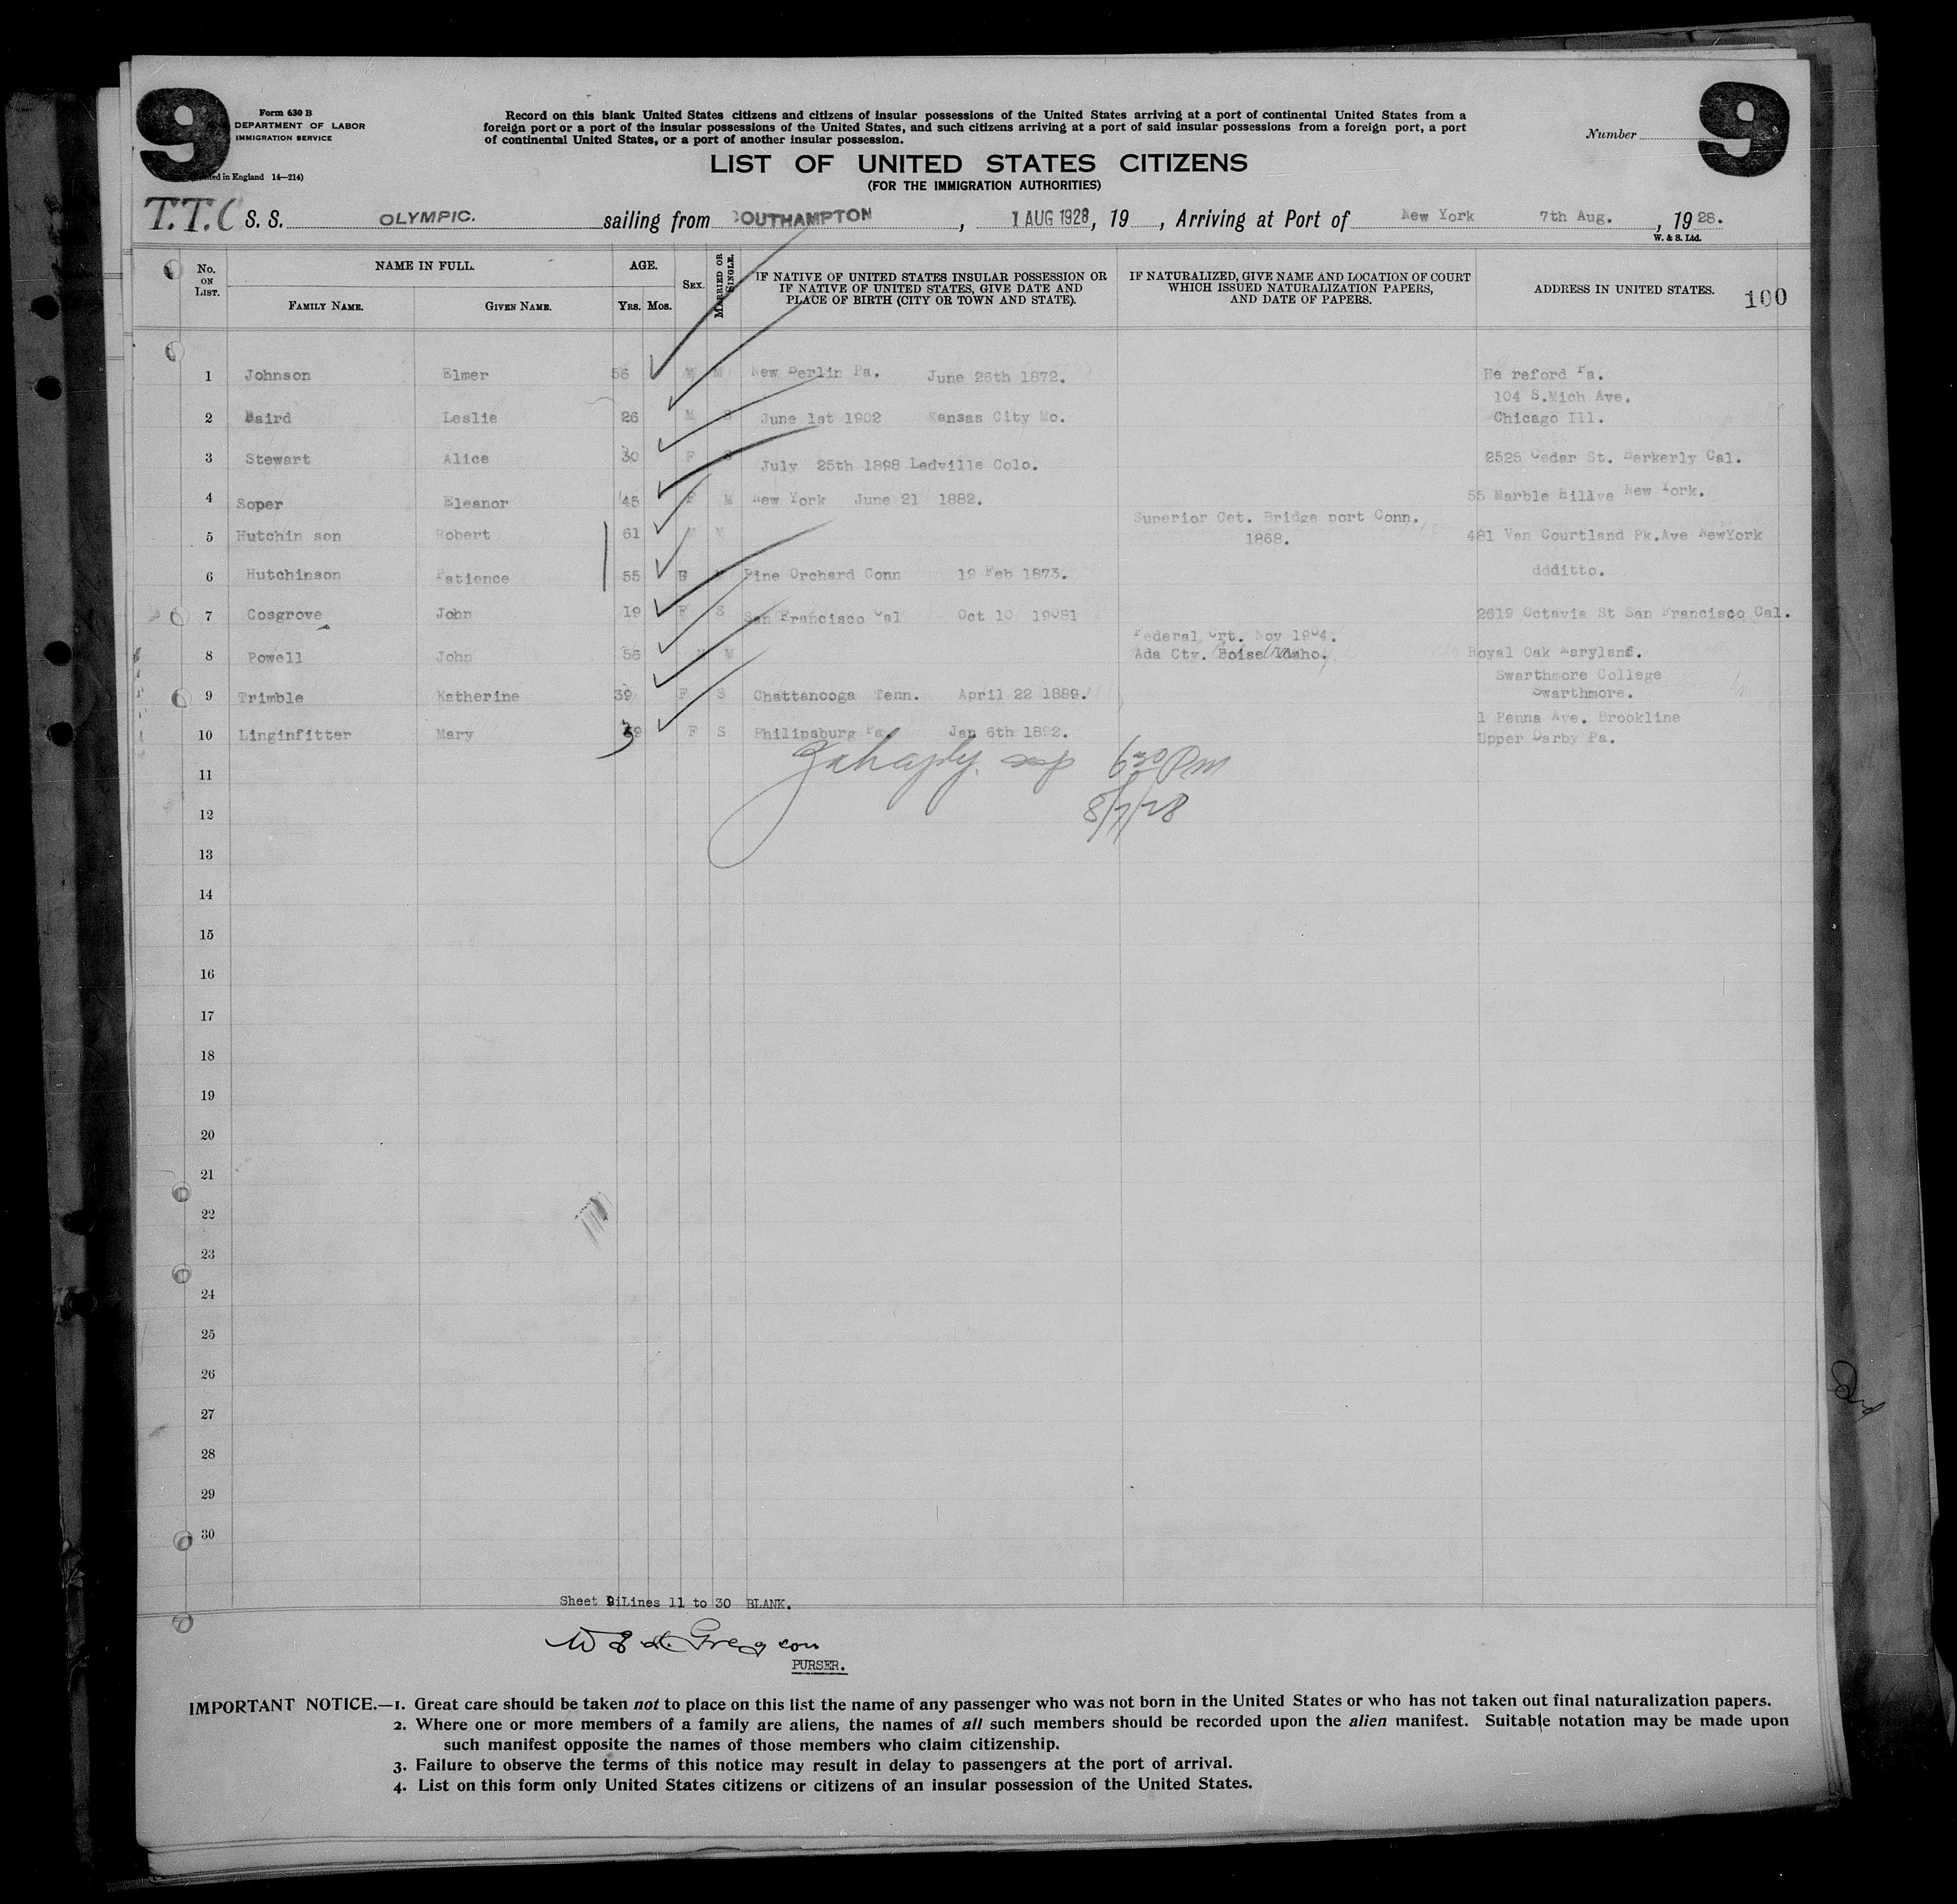 9
9
Form 630 B
DEPARTMENT OF LABOR
IMMIGRATION SERVICE
in England 14—214)
Record on this blank United States citizens and citizens of insular possessions of the United States arriving at a port of continental United States from a
foreign port or a port of the insular possessions of the United States, and such citizens arriving at a port of said insular possessions from a foreign port, a port
of continental United States, or a port of another insular possession.
Number
LIST OF UNITED STATES CITIZENS
(FOR THE IMMIGRATION AUTHORITIES)
T.T.C S. S. OLYMPIC. sailing from SOUTHAMPTON, 1 AUG 1928, 19 , Arriving at Port of New York 7th Aug. , 1928.
W. & S. Ltd.
No. ON LIST. NAME IN FULL. FAMILY NAME. GIVEN NAME. AGE. YRS. MOS. SEX. MARRIED OR SINGLE. IF NATIVE OF UNITED STATES INSULAR POSSESSION OR IF NATIVE OF UNITED STATES, GIVE DATE AND PLACE OF BIRTH (CITY OR TOWN AND STATE). IF NATURALIZED, GIVE NAME AND LOCATION OF COURT WHICH ISSUED NATURALIZATION PAPERS, AND DATE OF PAPERS. ADDRESS IN UNITED STATES. 100
1 Johnson Elmer 56 M M New Berlin Pa. June 26th 1872. He reford Pa.
104 S.Mich Ave.
2 Baird Leslie 26 M S June 1st 1902 Kansas City Mo. Chicago Ill.
3 Stewart Alice 30 F S July 25th 1898 Ledville Colo. 2525 Cedar St. Barkerly Cal.
4 Soper Eleanor 45 F M New York June 21 1882. 55 Marble New York.
Superior Cct. Bridge port Conn.
5 Hutchin son Robert 61 M M 1868. 481 Van Courtland Pk.Ave NewYork
6 Hutchinson Patience 55 M Pine Orchard Conn 19 Feb 1873. ddditto.
7 Cosgrove John 19 F S San Francisco Cal Oct 10 2619 Octavia St San Francisco Cal.
Federal Crt. Nov 1904.
8 Powell John 56 M M Ada Cty. Boise Idaho. Royal Oak Maryland.
Swarthmore College
9 Trimble Katherine 39 F S Chattanooga Tenn. April 22 1889. Swarthmore.
1 Penna Ave. Brookline
10 Linginfitter Mary 39 F S Philipsburg Pa Jan 6th 1892. Upper Darby Pa.
11 6 30 PM
12 8/7/28
13
14
15
16
17
18
19
20
21
22
23
24
25
26
27
28
29
30
Sheet 9 Lines 11 to 30 BLANK.
PURSER.
IMPORTANT NOTICE.—1. Great care should be taken not to place on this list the name of any passenger who was not born in the United States or who has not taken out final naturalization papers.
2. Where one or more members of a family are aliens, the names of all such members should be recorded upon the alien manifest. Suitable notation may be made upon
such manifest opposite the names of those members who claim citizenship.
3. Failure to observe the terms of this notice may result in delay to passengers at the port of arrival.
4. List on this form only United States citizens or citizens of an insular possession of the United States.